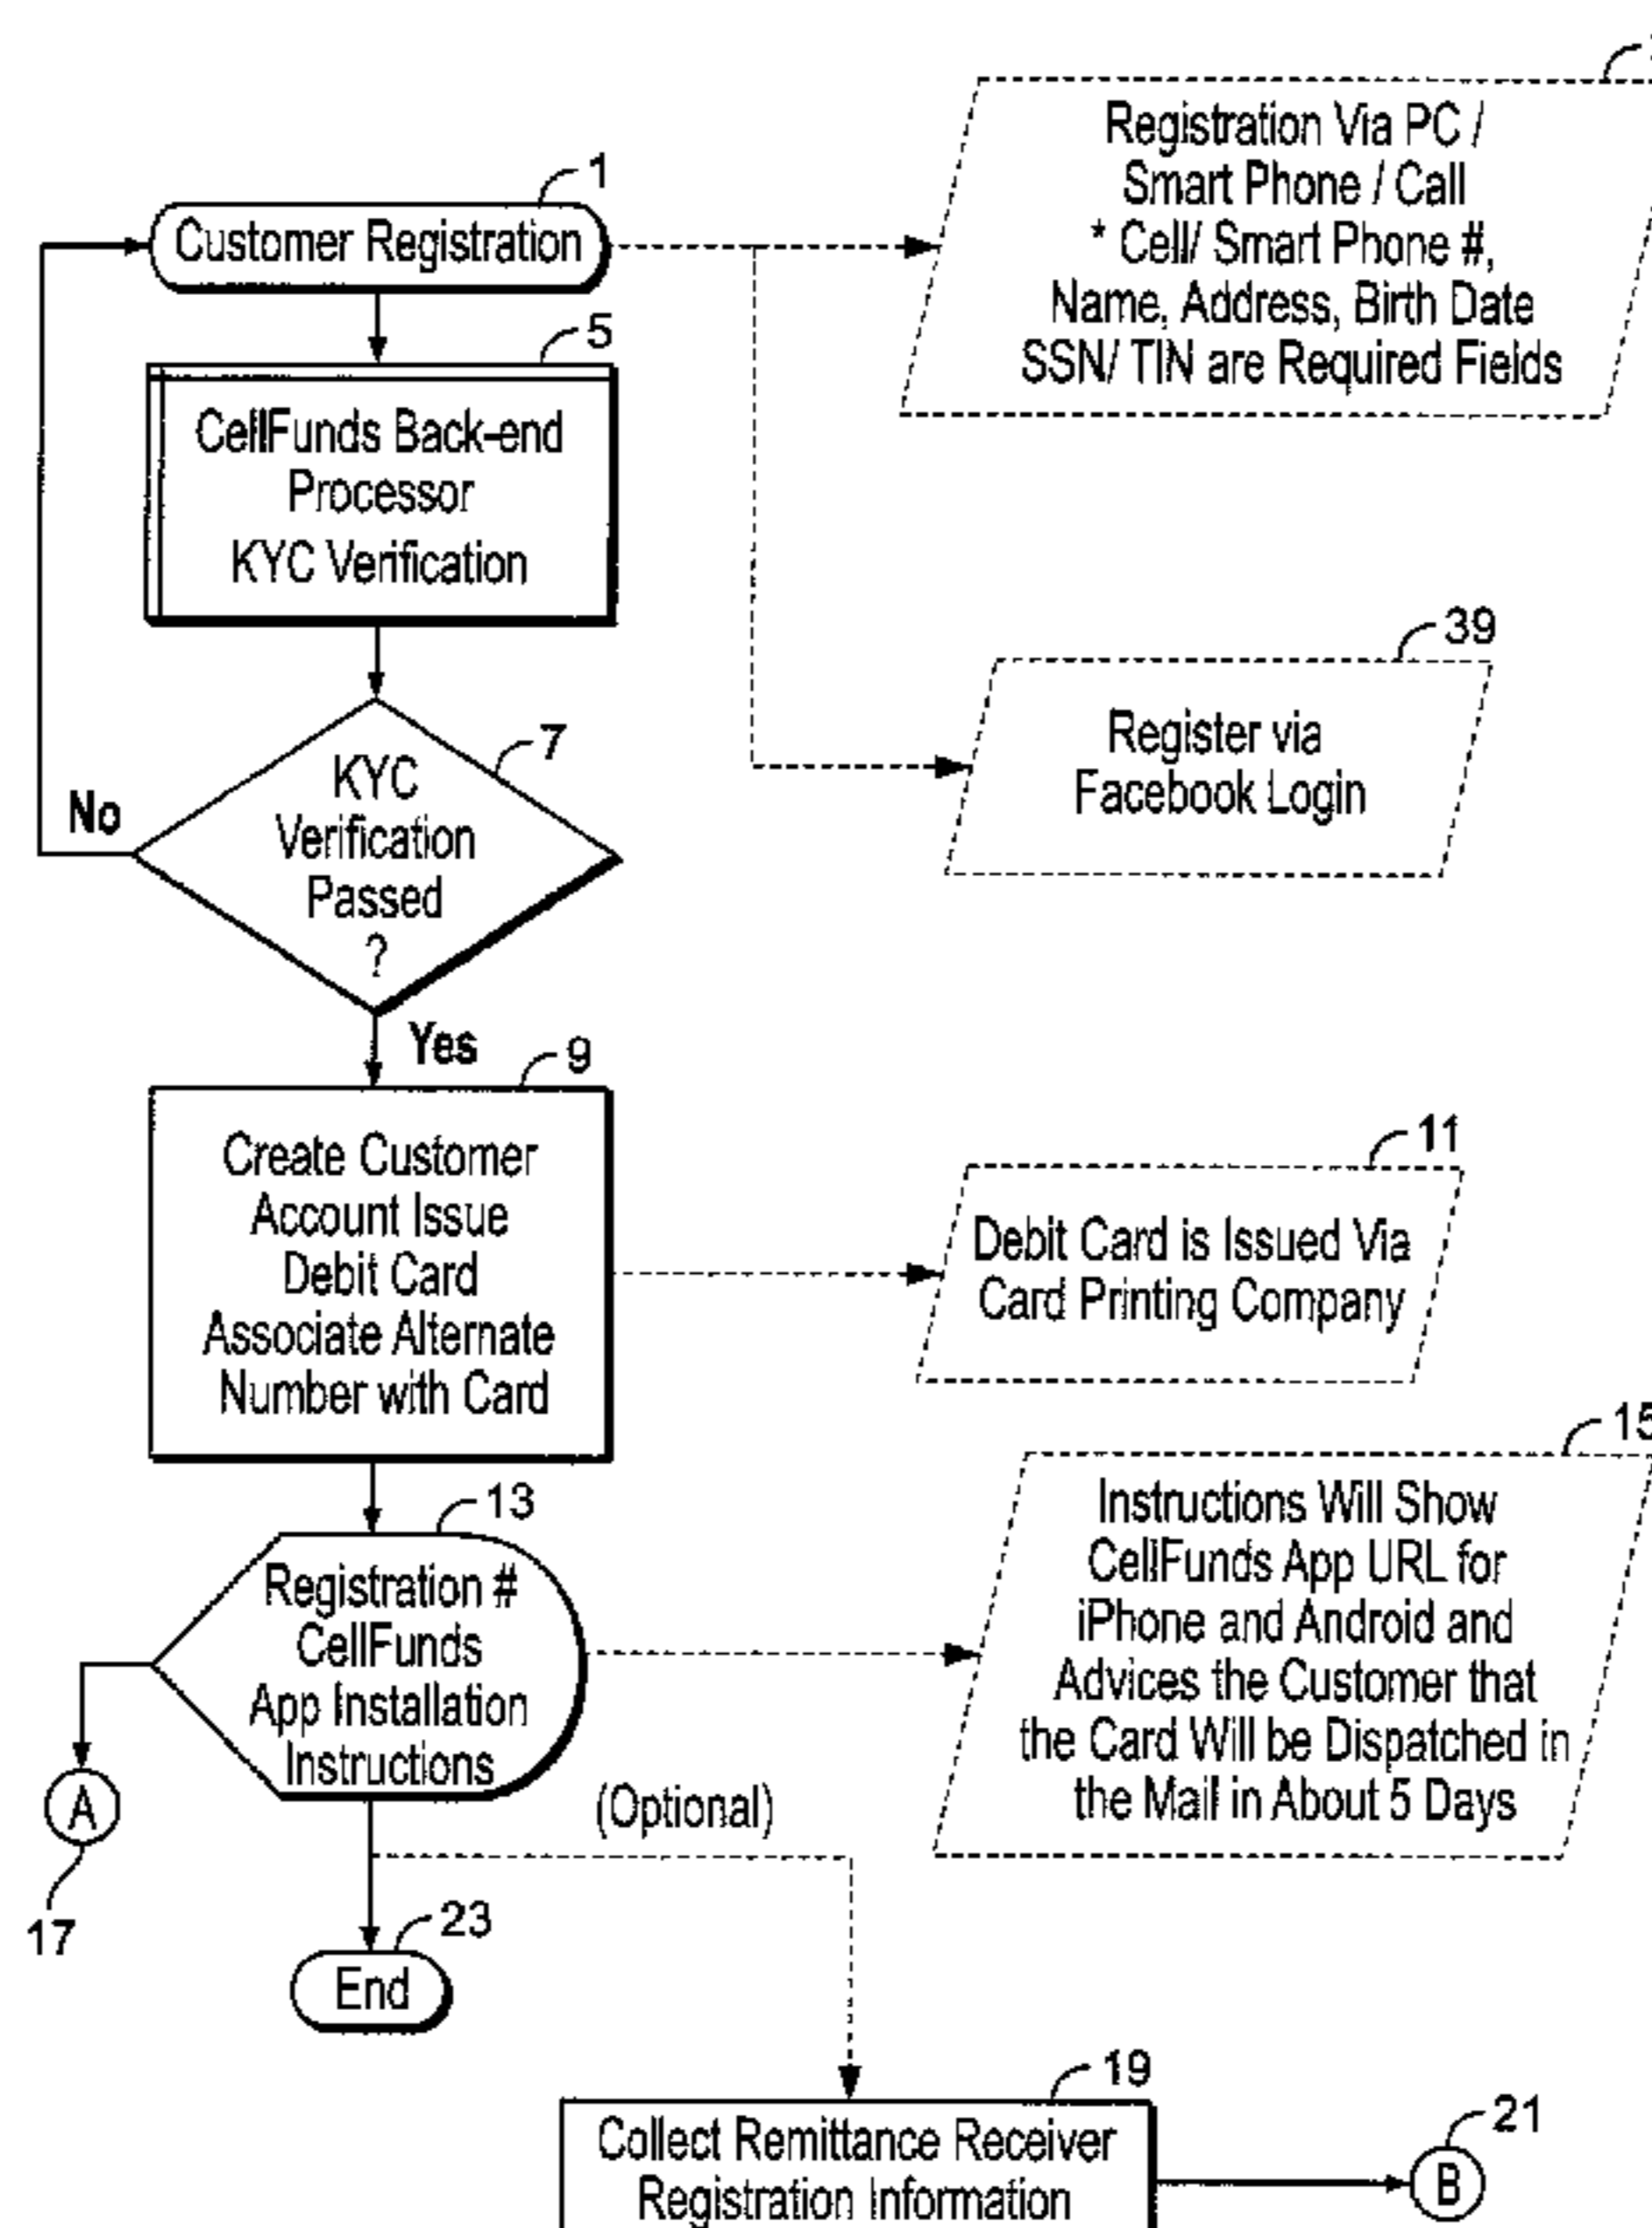 1
Customer Registration
Registration Via PC /
Smart Phone / Call
* Cell/ Smart Phone #,
Name, Address, Birth Date
SSN/ TIN are Required Fields
5
CellFunds Back-end
Processor
KYC Verification
39
Register via
Facebook Login
7
KYC
Verification
Passed
?
No
Yes
9
Create Customer
Account Issue
Debit Card
Associate Alternate
Number with Card
11
Debit Card is Issued Via
Card Printing Company
13
Registration #
CellFunds
App Installation
Instructions
15
Instructions Will Show
CellFunds App URL for
iPhone and Android and
Advices the Customer that
the Card Will be Dispatched in
the Mail in About 5 Days
A
17
(Optional)
23
End
19
Collect Remittance Receiver
Registration Information
21
B